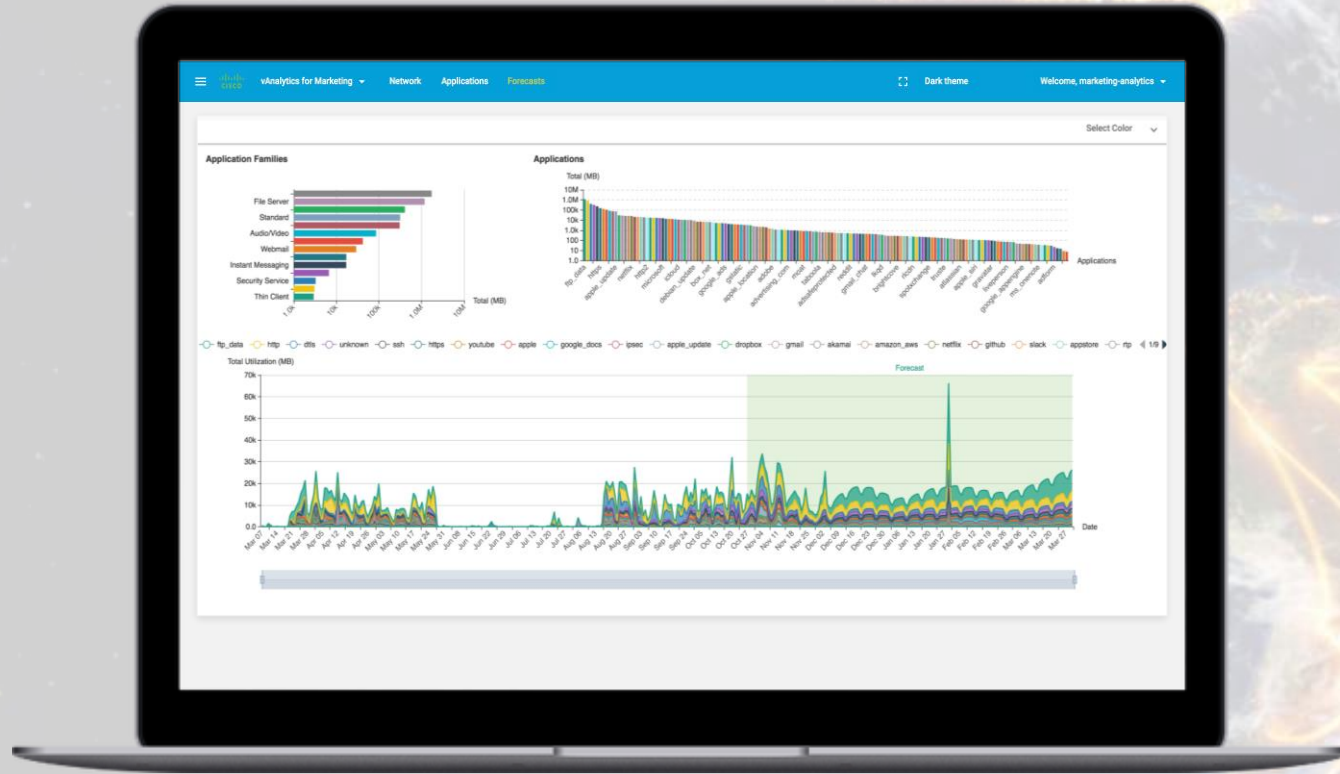 CISCO vAnalytics for Marketing Network Applications Forecasts Dark theme Welcome, marketing-analytics
Select Color
Application Families
File Server
Standard
Audio/Video
Webmail
Instant Messaging
Security Service
Thin Client
1.0k 10k 100k 1.0M 10M
Total (MB)
Applications
Total (MB)
10M
1.0M
100k
10k
1.0k
100
10
1.0
ftp_data https apple_update netflix http2 microsoft icloud debian_update box_net google_ads gstatic apple_location adobe advertising_com moat taboola adsafeprotected reddit gmail_chat brightcove spotxchange truste atlassian apple_siri gravatar liveperson google_appengine ms_onenote adform
Applications
ftp_data http dtls unknown ssh https youtube apple google_docs ipsec apple_update dropbox gmail akamai amazon_aws netflix github slack appstore rtp 1/9
Total Utilization (MB)
Forecast
70k
60k
50k
40k
30k
20k
10k
0.0
Mar 07 Mar 14 Mar 21 Mar 28 Apr 05 Apr 12 Apr 19 Apr 26 May 03 May 10 May 17 May 24 May 31 Jun 08 Jun 15 Jun 22 Jun 29 Jul 06 Jul 13 Jul 20 Jul 27 Aug 06 Aug 13 Aug 20 Aug 27 Sep 03 Sep 10 Sep 17 Sep 24 Oct 05 Oct 13 Oct 20 Oct 27 Nov 04 Nov 11 Nov 18 Nov 25 Dec 02 Dec 09 Dec 16 Dec 23 Dec 30 Jan 06 Jan 13 Jan 20 Jan 27 Feb 05 Feb 12 Feb 19 Feb 26 Mar 06 Mar 13 Mar 20 Mar 27
Date